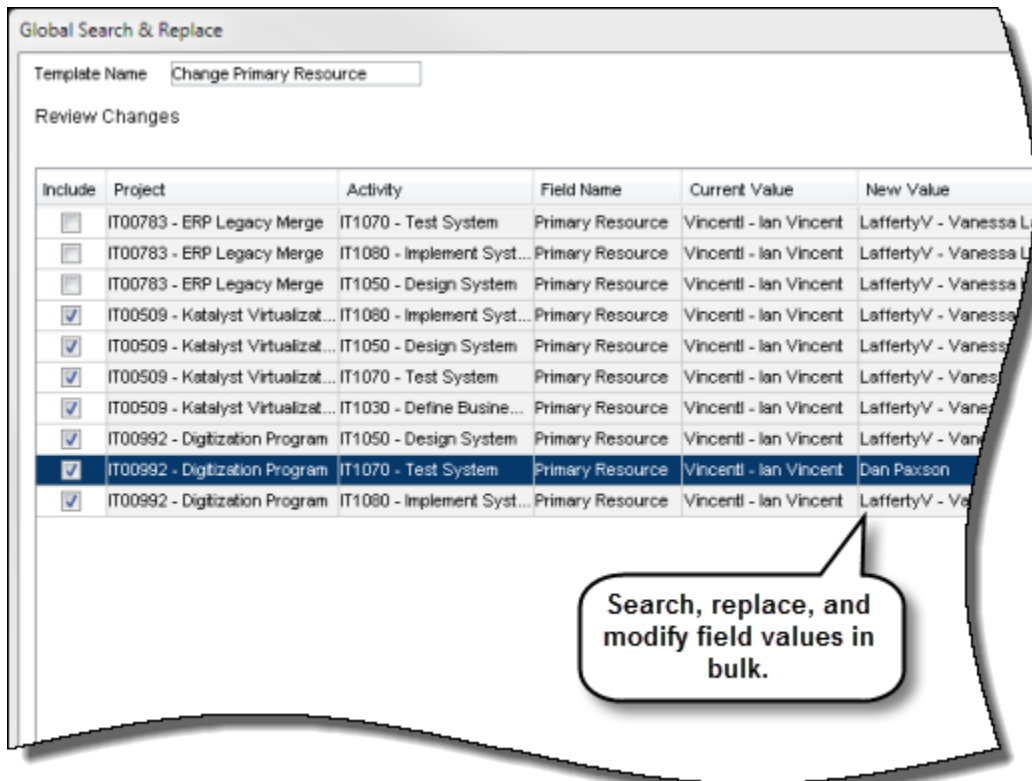 Global Search & Replace
Template Name Change Primary Resource
Review Changes
Include Project Activity Field Name Current Value New Value
IT00783 - ERP Legacy Merge IT1070 - Test System Primary Resource VincentI - Ian Vincent LaffertyV - Vanessa
IT00783 - ERP Legacy Merge IT1080 - Implement Syst... Primary Resource VincentI - Ian Vincent LaffertyV - Vanessa
IT00783 - ERP Legacy Merge IT1050 - Design System Primary Resource VincentI - Ian Vincent LaffertyV - Vanessa
IT00509 - Katalyst Virtualizat... IT1080 - Implement Syst... Primary Resource VincentI - Ian Vincent LaffertyV - Vanessa
IT00509 - Katalyst Virtualizat... IT1050 - Design System Primary Resource VincentI - Ian Vincent LaffertyV - Vaness
IT00509 - Katalyst Virtualizat... IT1070 - Test System Primary Resource VincentI - Ian Vincent LaffertyV - Vanes
IT00509 - Katalyst Virtualizat... IT1030 - Define Busine... Primary Resource VincentI - Ian Vincent LaffertyV - Vane
IT00992 - Digitization Program IT1050 - Design System Primary Resource VincentI - Ian Vincent LaffertyV - Van
IT00992 - Digitization Program IT1070 - Test System Primary Resource VincentI - Ian Vincent Dan Paxson
IT00992 - Digitization Program IT1080 - Implement Syst... Primary Resource VincentI - Ian Vincent LaffertyV - Va
Search, replace, and
modify field values in
bulk.